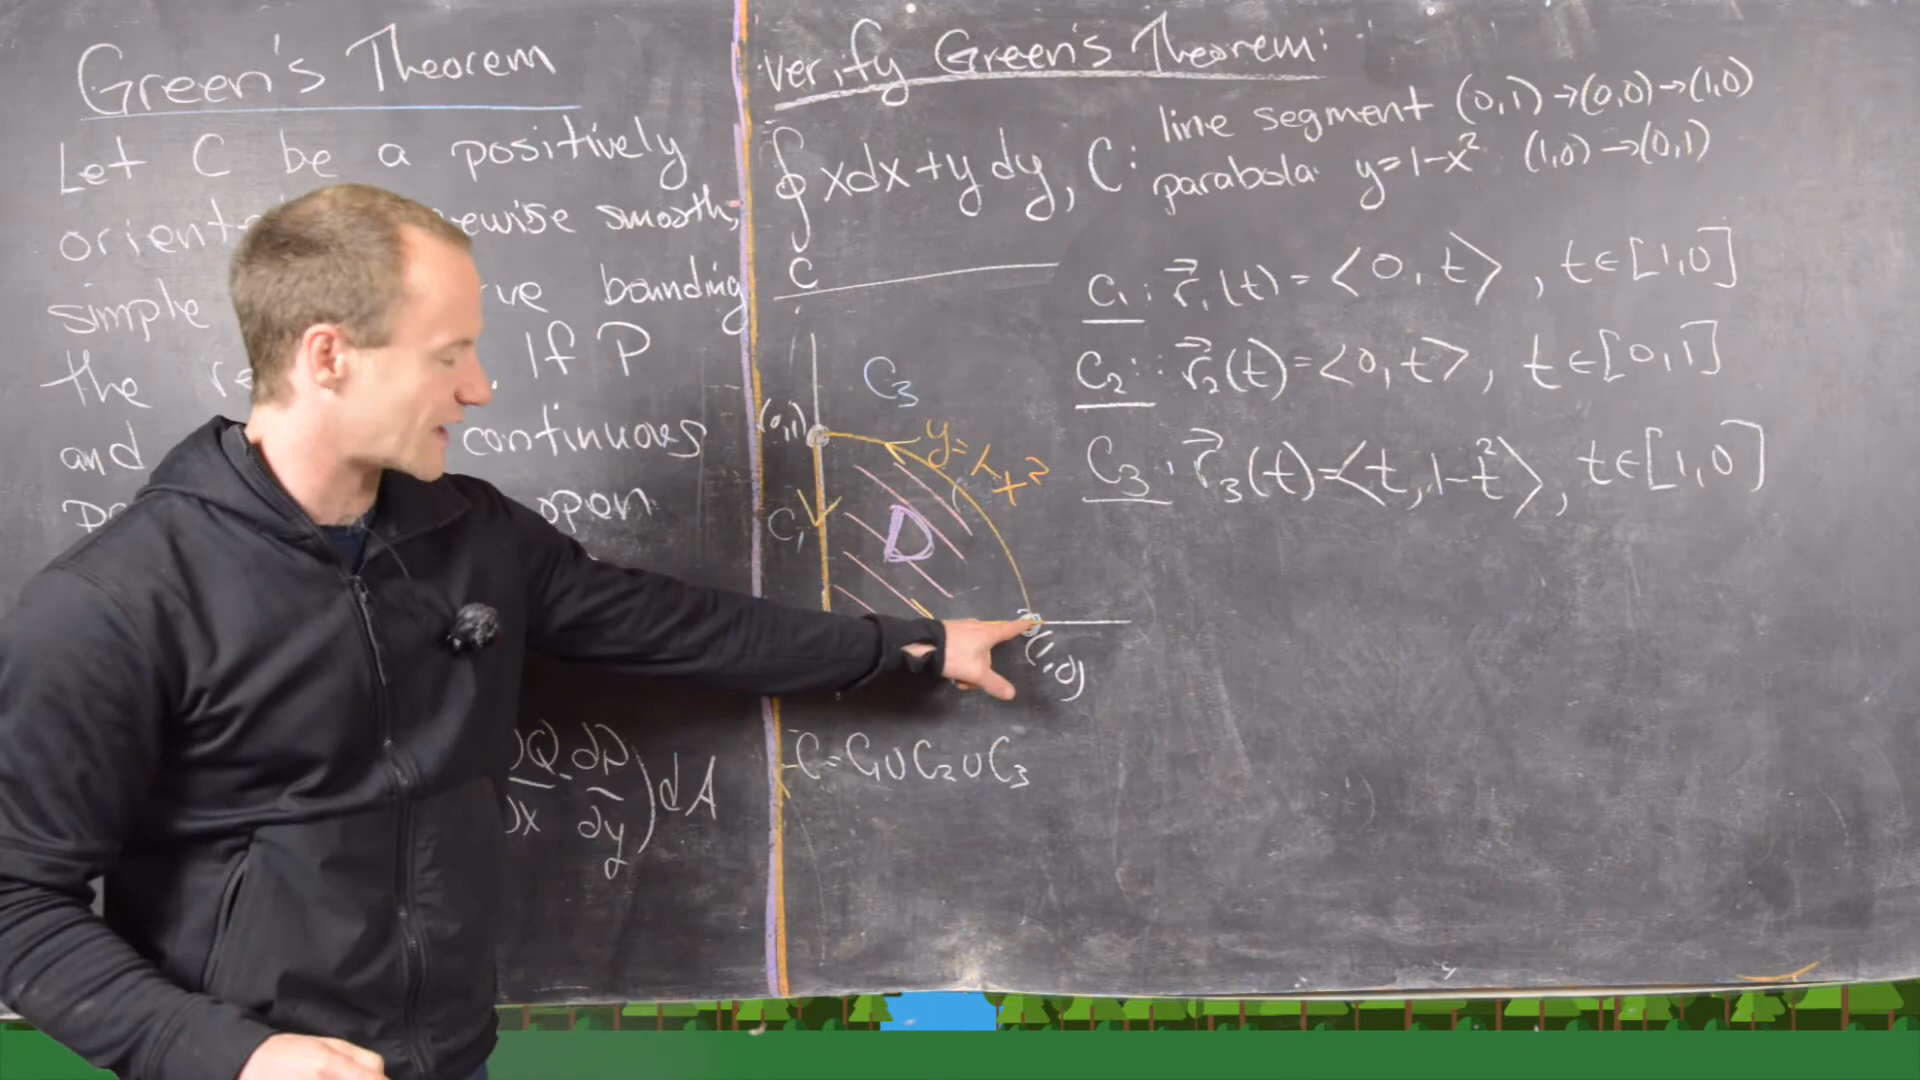 Green's Theorem
Let C be a positively
orient ewise smooth,
simple ve bounding
the re . If P
and continuous
open
∂Q/∂x - ∂P/∂y) dA
Verify Green's Theorem:
∮_C xdx+ydy, C:
line segment (0,1)→(0,0)→(1,0)
parabola: y=1-x² (1,0)→(0,1)
C₁: r⃗₁(t)=<0,t>, t∈[1,0]
C₂: r⃗₂(t)=<0,t>, t∈[0,1]
C₃: r⃗₃(t)=<t,1-t²>, t∈[1,0]
C₃
(0,1)
y=1-x²
C₁
D
(1,0)
C=C₁∪C₂∪C₃